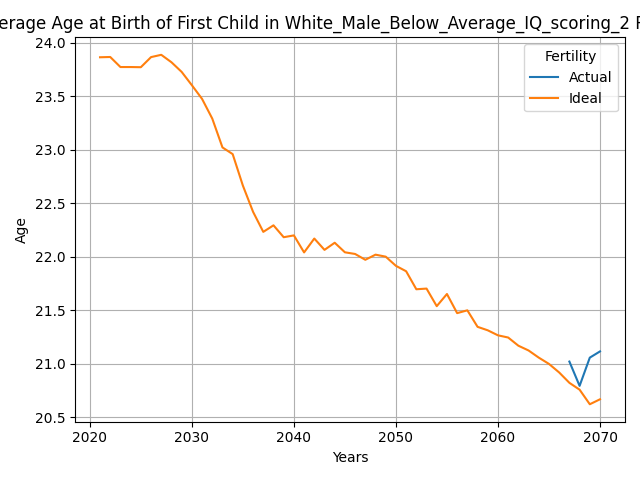 erage Age at Birth of First Child in White_Male_Below_Average_IQ_scoring_2
24.0
23.5
23.0
22.5
22.0
21.5
21.0
20.5
Age
Fertility
Actual
Ideal
2020 2030 2040 2050 2060 2070
Years